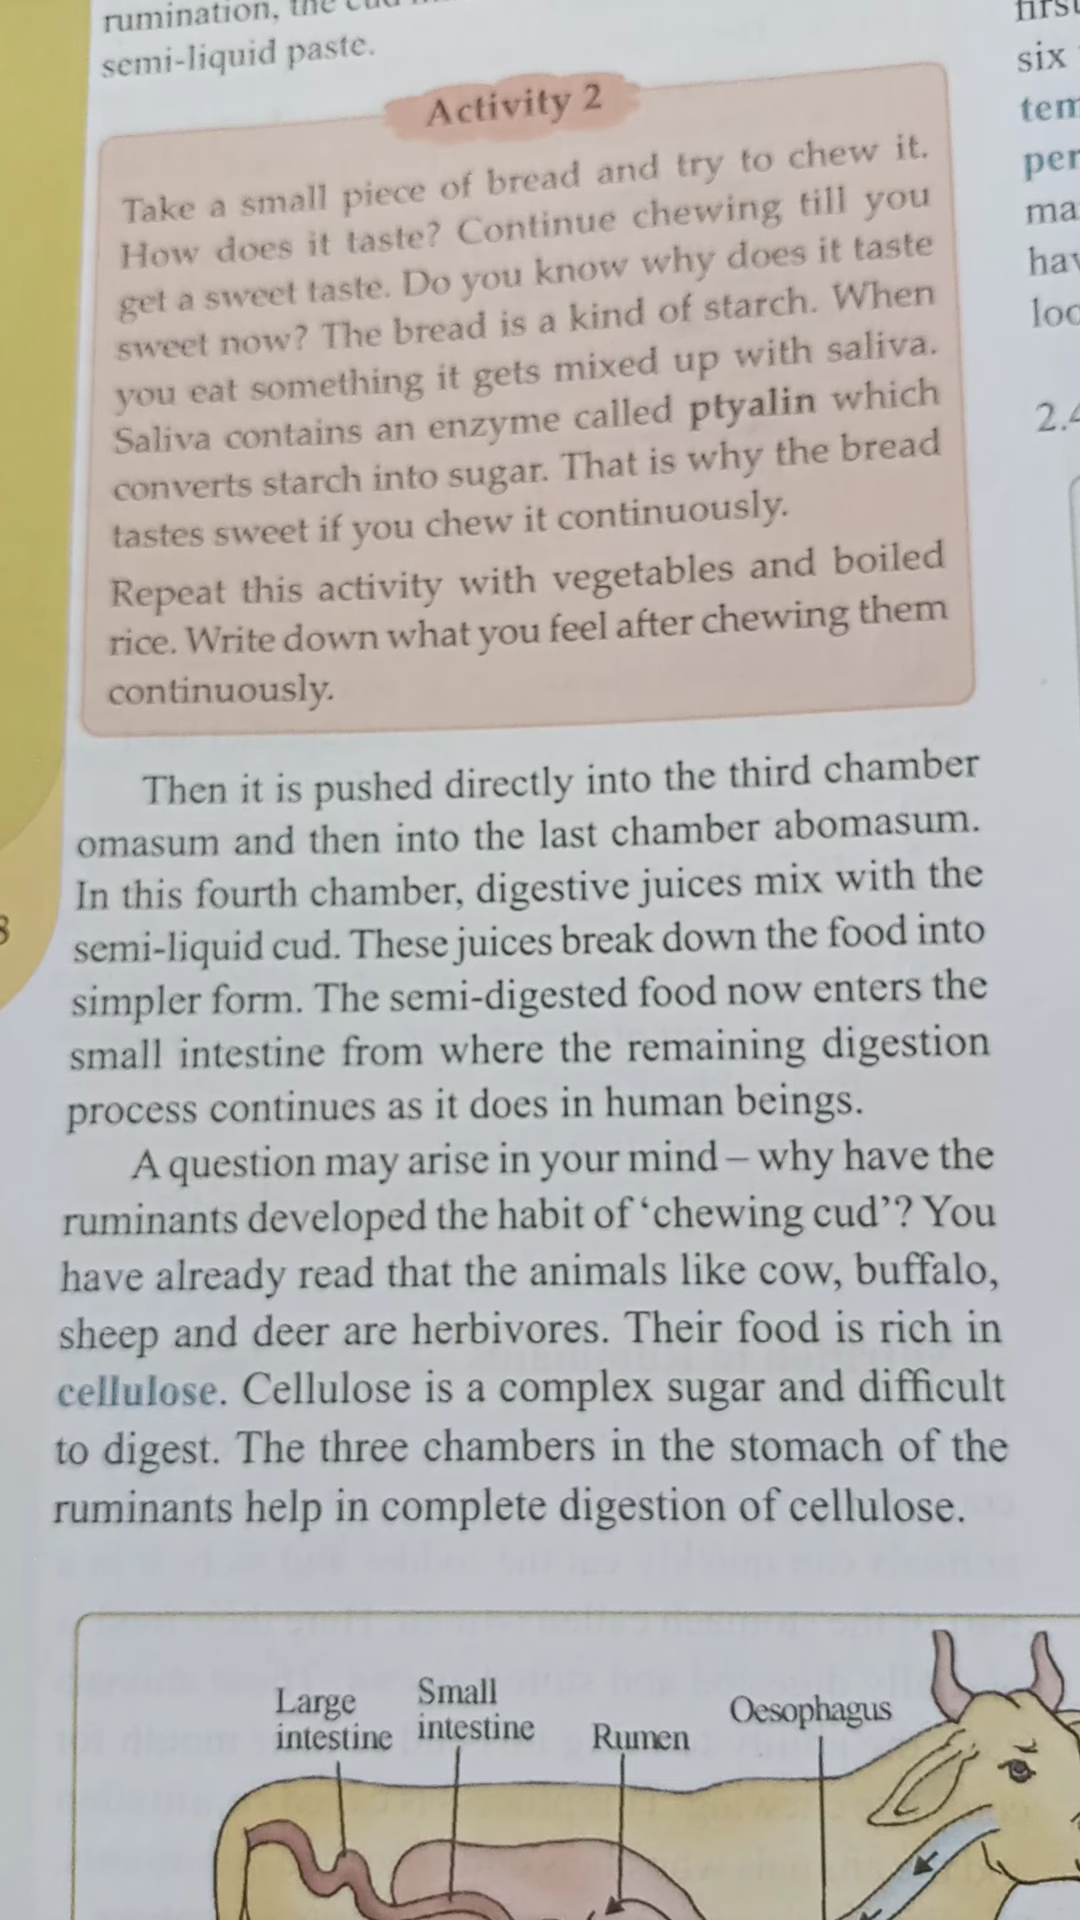 rumination, the
semi-liquid paste.
Activity 2
Take a small piece of bread and try to chew it.
How does it taste? Continue chewing till you
get a sweet taste. Do you know why does it taste
sweet now? The bread is a kind of starch. When
you eat something it gets mixed up with saliva.
Saliva contains an enzyme called ptyalin which
converts starch into sugar. That is why the bread
tastes sweet if you chew it continuously.
Repeat this activity with vegetables and boiled
rice. Write down what you feel after chewing them
continuously.
Then it is pushed directly into the third chamber
omasum and then into the last chamber abomasum.
In this fourth chamber, digestive juices mix with the
semi-liquid cud. These juices break down the food into
simpler form. The semi-digested food now enters the
small intestine from where the remaining digestion
process continues as it does in human beings.
A question may arise in your mind – why have the
ruminants developed the habit of ‘chewing cud’? You
have already read that the animals like cow, buffalo,
sheep and deer are herbivores. Their food is rich in
cellulose. Cellulose is a complex sugar and difficult
to digest. The three chambers in the stomach of the
ruminants help in complete digestion of cellulose.
Large
intestine
Small
intestine
Rumen
Oesophagus
six